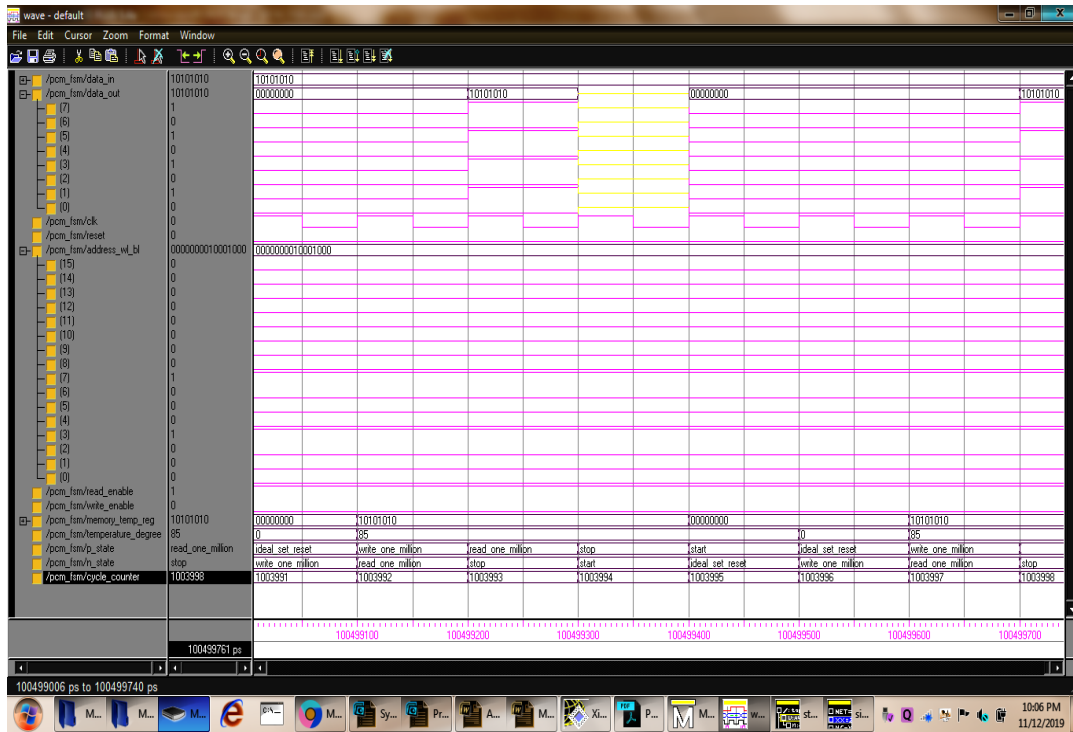 wave - default
File Edit Cursor Zoom Format Window
/pcm_fsm/data_in 10101010 10101010
/pcm_fsm/data_out 10101010 00000000 10101010 00000000 10101010
(7) 1
(6) 0
(5) 1
(4) 0
(3) 1
(2) 0
(1) 1
(0) 0
/pcm_fsm/clk 0
/pcm_fsm/reset 0
/pcm_fsm/address_wl_bl 0000000010001000 0000000010001000
(15) 0
(14) 0
(13) 0
(12) 0
(11) 0
(10) 0
(9) 0
(8) 0
(7) 1
(6) 0
(5) 0
(4) 0
(3) 1
(2) 0
(1) 0
(0) 0
/pcm_fsm/read_enable 1
/pcm_fsm/write_enable 0
/pcm_fsm/memory_temp_reg 10101010 00000000 10101010 00000000 10101010
/pcm_fsm/temperature_degree 85 0 85 0 85
/pcm_fsm/p_state read_one_million ideal_set_reset write_one_million read_one_million stop start ideal_set_reset write_one_million
/pcm_fsm/n_state stop write_one_million read_one_million stop start ideal_set_reset write_one_million read_one_million stop
/pcm_fsm/cycle_counter 1003998 1003991 1003992 1003993 1003994 1003995 1003996 1003997 1003998
100499100 100499200 100499300 100499400 100499500 100499600 100499700
100499761 ps
100499006 ps to 100499740 ps
M... M... M... M... Sy... Pr... A... M... Xi... P... M... w... st... si... 10:06 PM
11/12/2019